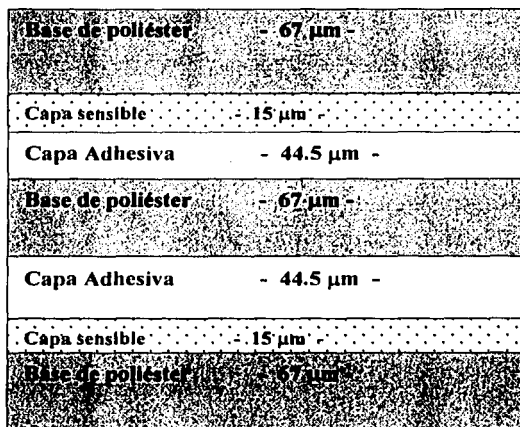 Base de poliéster - 67 µm -
Capa sensible - 15 µm -
Capa Adhesiva - 44.5 µm -
Base de poliéster - 67 µm -
Capa Adhesiva - 44.5 µm -
Capa sensible - 15 µm -
Base de poliéster - 67 µm -